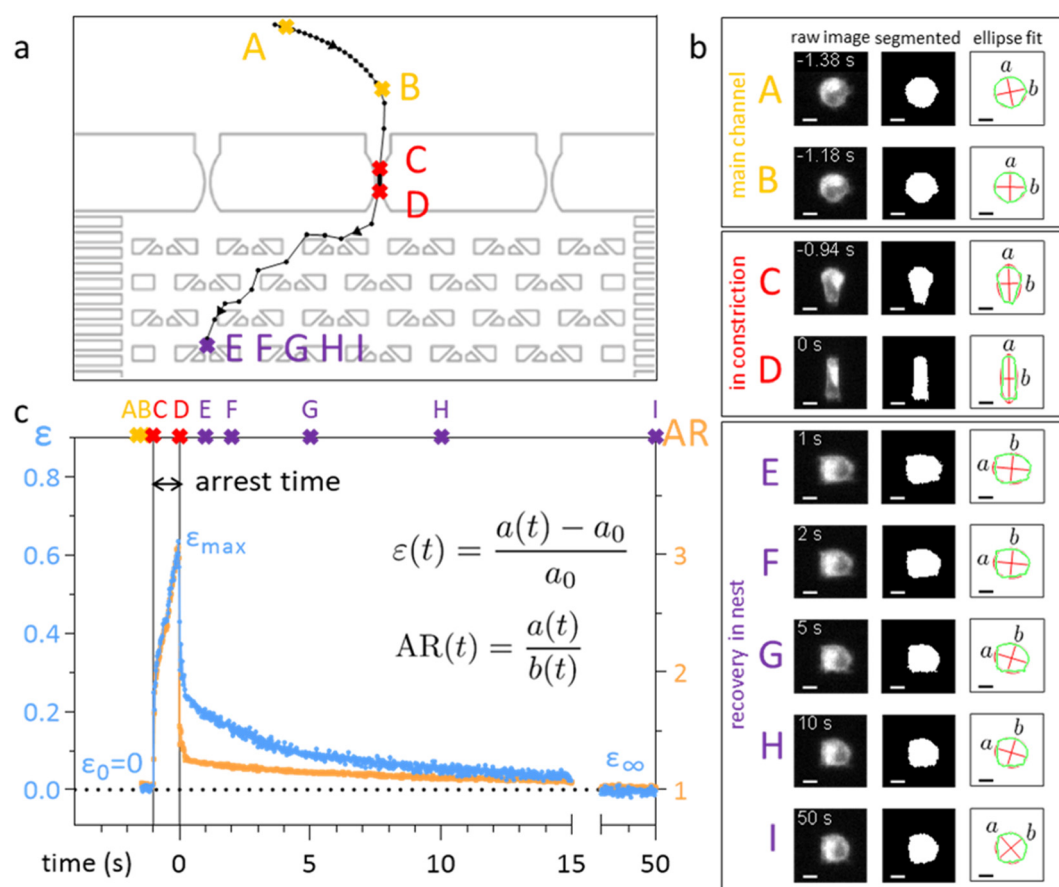 a
A
B
C
D
E F G H I
b
raw image segmented ellipse fit
main channel
A
-1.38 s
a
b
B
-1.18 s
a
b
in constriction
C
-0.94 s
a
b
D
0 s
a
b
recovery in nest
E
1 s
b
a
F
2 s
b
a
G
5 s
b
a
H
10 s
b
a
I
50 s
a
b
c
A B C D E F G H I
ε
AR
0.8
0.6
0.4
0.2
0.0
arrest time
εmax
ε(t) = a(t) − a₀ / a₀
AR(t) = a(t) / b(t)
ε₀=0
ε∞
3
2
1
time (s) 0 5 10 15 50